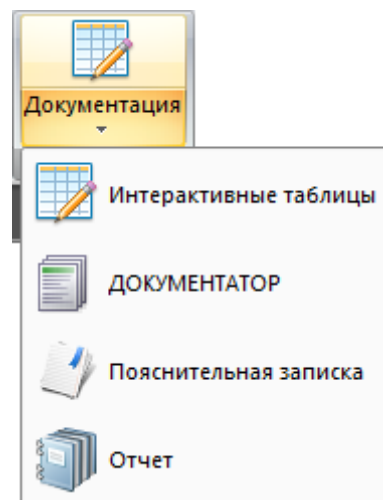 Документация
Интерактивные таблицы
ДОКУМЕНТАТОР
Пояснительная записка
Отчет